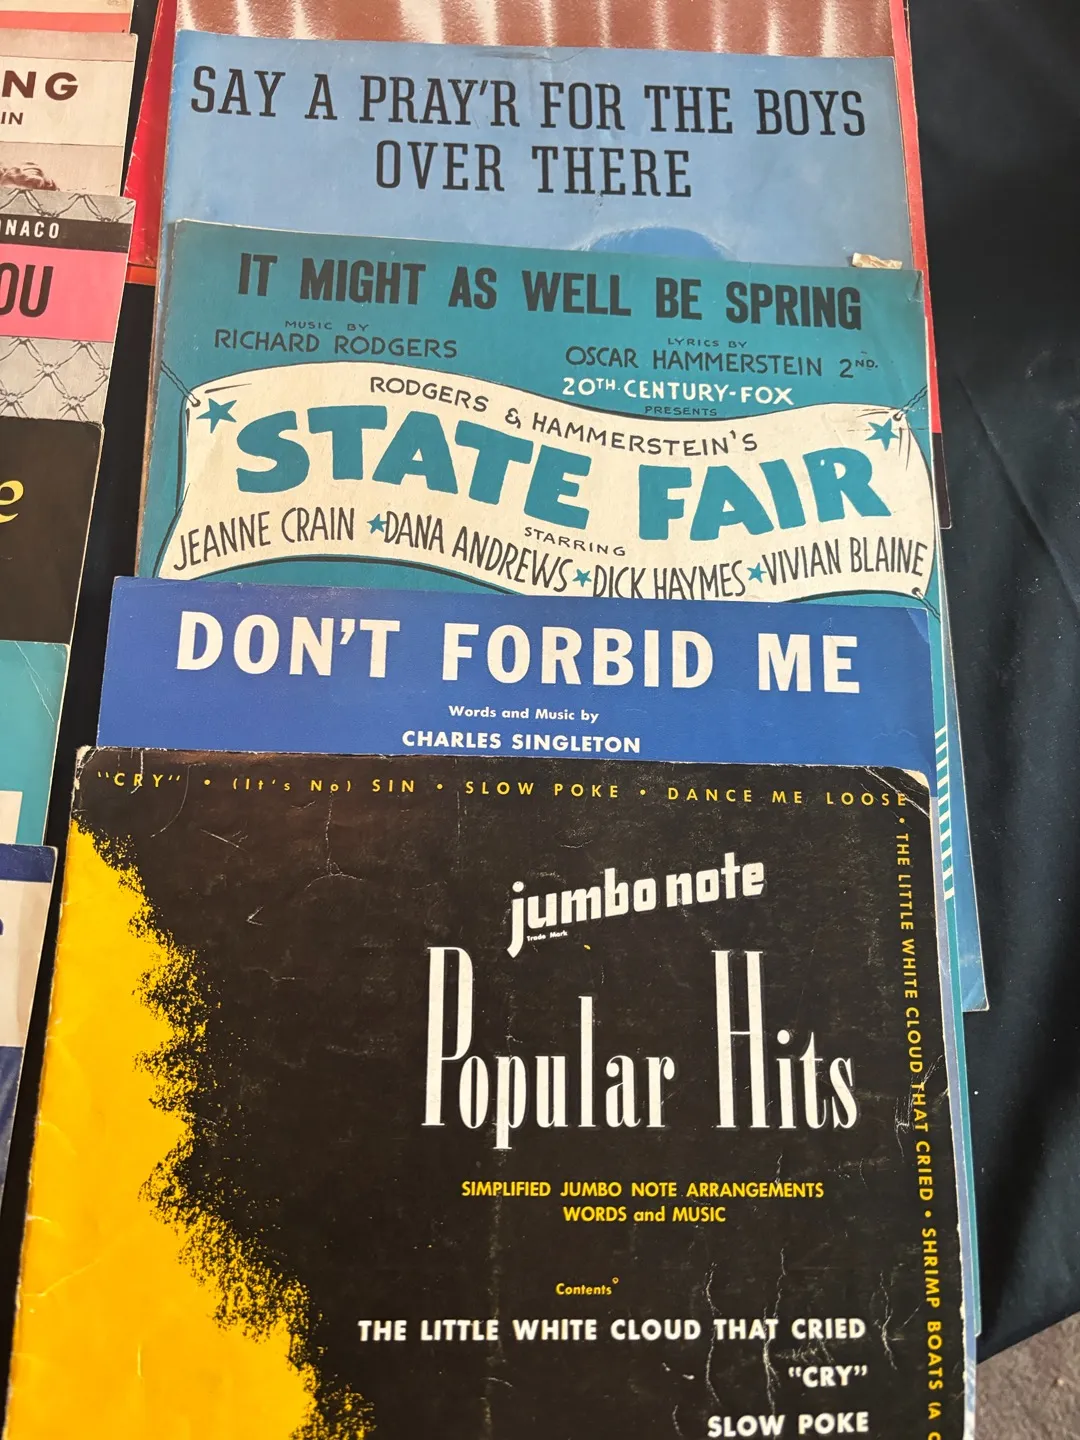 NG
IN
NACO
OU
e
SAY A PRAY'R FOR THE BOYS
OVER THERE
IT MIGHT AS WELL BE SPRING
MUSIC BY
RICHARD RODGERS
LYRICS BY
OSCAR HAMMERSTEIN 2ND.
20TH CENTURY-FOX
PRESENTS
RODGERS & HAMMERSTEIN'S
STATE FAIR
STARRING
JEANNE CRAIN ★ DANA ANDREWS ★ DICK HAYMES ★ VIVIAN BLAINE
DON'T FORBID ME
Words and Music by
CHARLES SINGLETON
"CRY" • (It's No) SIN • SLOW POKE • DANCE ME LOOSE •
THE LITTLE WHITE CLOUD THAT CRIED • SHRIMP BOATS (A
jumbo note
Trade Mark
Popular Hits
SIMPLIFIED JUMBO NOTE ARRANGEMENTS
WORDS and MUSIC
Contents
THE LITTLE WHITE CLOUD THAT CRIED
"CRY"
SLOW POKE